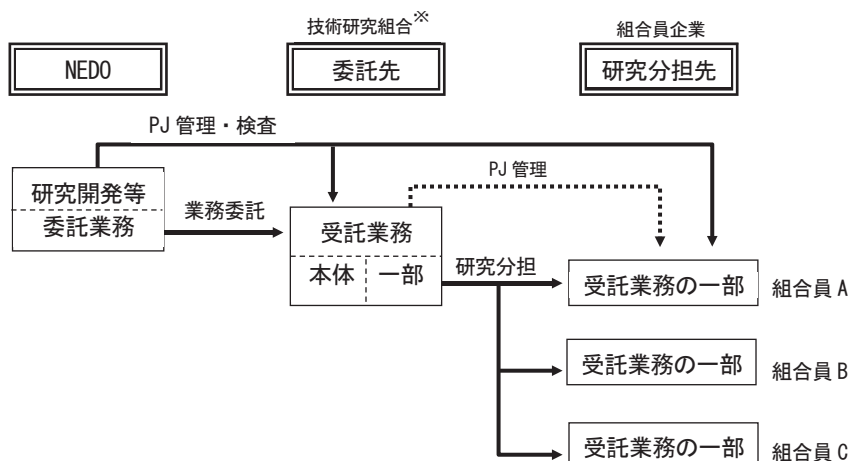 技術研究組合※
組合員企業
NEDO
委託先
研究分担先
PJ 管理・検査
PJ 管理
研究開発等
委託業務
業務委託
受託業務
本体
一部
研究分担
受託業務の一部
組合員 A
受託業務の一部
組合員 B
受託業務の一部
組合員 C